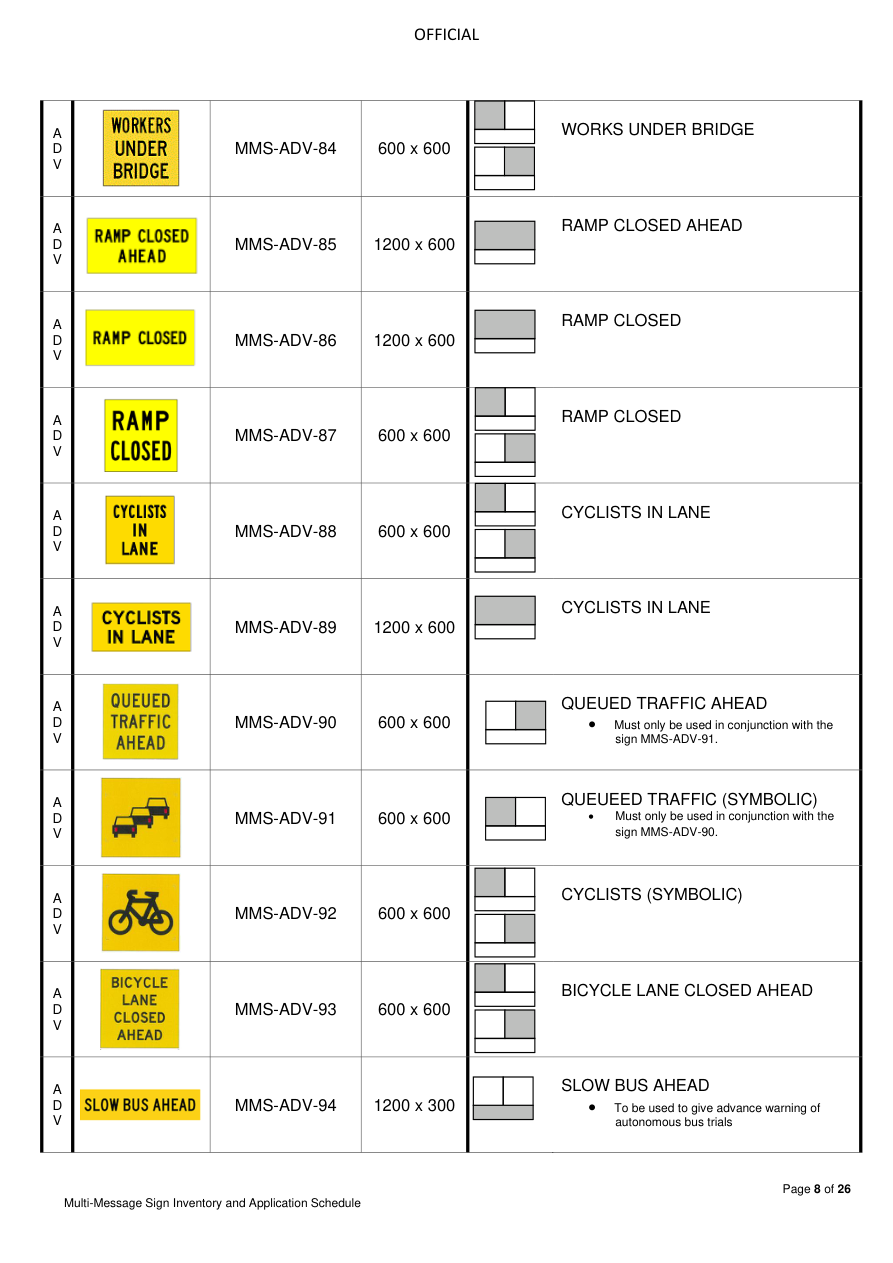 OFFICIAL
A
D
V
WORKERS
UNDER
BRIDGE
MMS-ADV-84
600 x 600
WORKS UNDER BRIDGE
A
D
V
RAMP CLOSED
AHEAD
MMS-ADV-85
1200 x 600
RAMP CLOSED AHEAD
A
D
V
RAMP CLOSED
MMS-ADV-86
1200 x 600
RAMP CLOSED
A
D
V
RAMP
CLOSED
MMS-ADV-87
600 x 600
RAMP CLOSED
A
D
V
CYCLISTS
IN
LANE
MMS-ADV-88
600 x 600
CYCLISTS IN LANE
A
D
V
CYCLISTS
IN LANE
MMS-ADV-89
1200 x 600
CYCLISTS IN LANE
A
D
V
QUEUED
TRAFFIC
AHEAD
MMS-ADV-90
600 x 600
QUEUED TRAFFIC AHEAD
• Must only be used in conjunction with the
sign MMS-ADV-91.
A
D
V
MMS-ADV-91
600 x 600
QUEUEED TRAFFIC (SYMBOLIC)
• Must only be used in conjunction with the
sign MMS-ADV-90.
A
D
V
MMS-ADV-92
600 x 600
CYCLISTS (SYMBOLIC)
A
D
V
BICYCLE
LANE
CLOSED
AHEAD
MMS-ADV-93
600 x 600
BICYCLE LANE CLOSED AHEAD
A
D
V
SLOW BUS AHEAD
MMS-ADV-94
1200 x 300
SLOW BUS AHEAD
• To be used to give advance warning of
autonomous bus trials
Page 8 of 26
Multi-Message Sign Inventory and Application Schedule